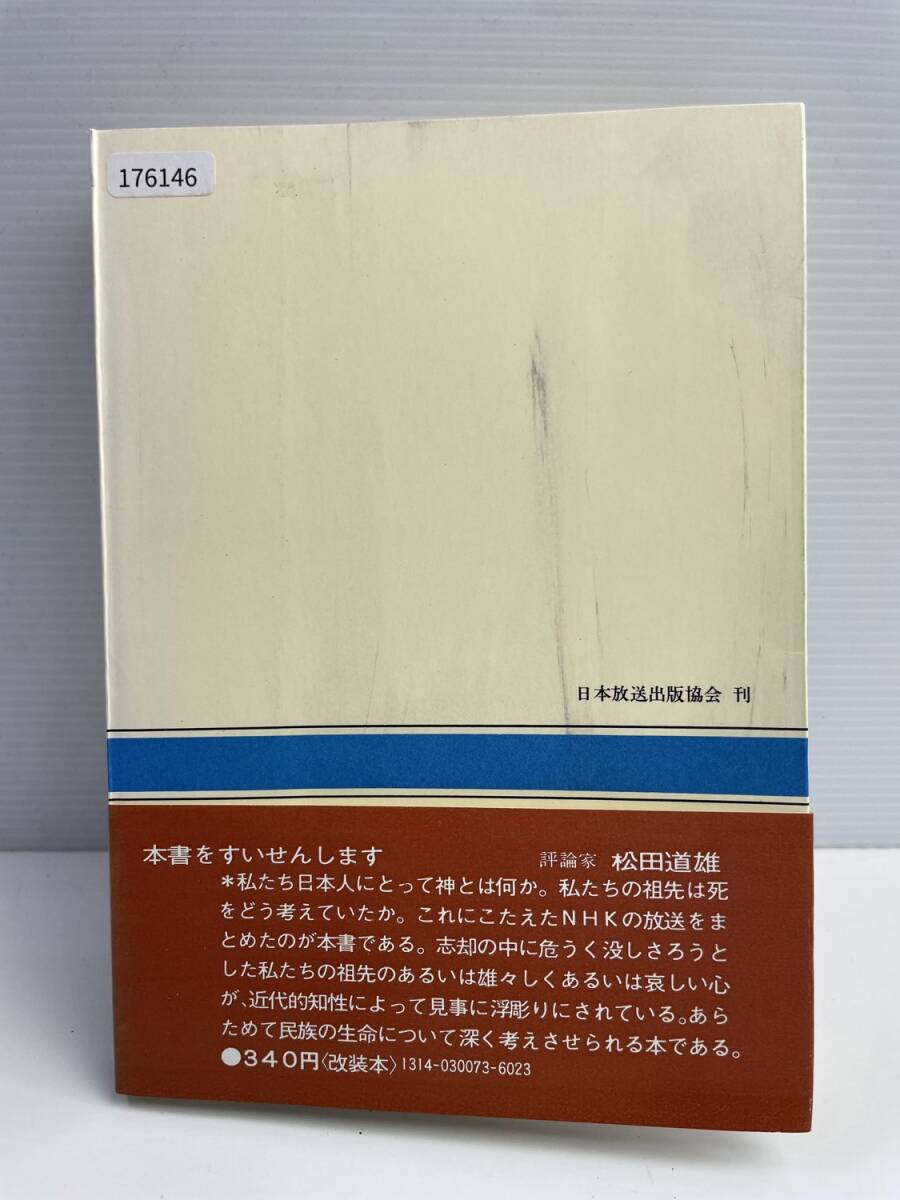 176146
日本放送出版協会 刊
本書をすいせんします 評論家 松田道雄
*私たち日本人にとって神とは何か。私たちの祖先は死
をどう考えていたか。これにこたえたNHKの放送をま
とめたのが本書である。志却の中に危うく没しさろうと
した私たちの祖先のあるいは雄々しくあるいは哀しい心
が、近代的知性によって見事に浮彫りにされている。あら
ためて民族の生命について深く考えさせられる本である。
●340円〈改装本〉1314-030073-6023